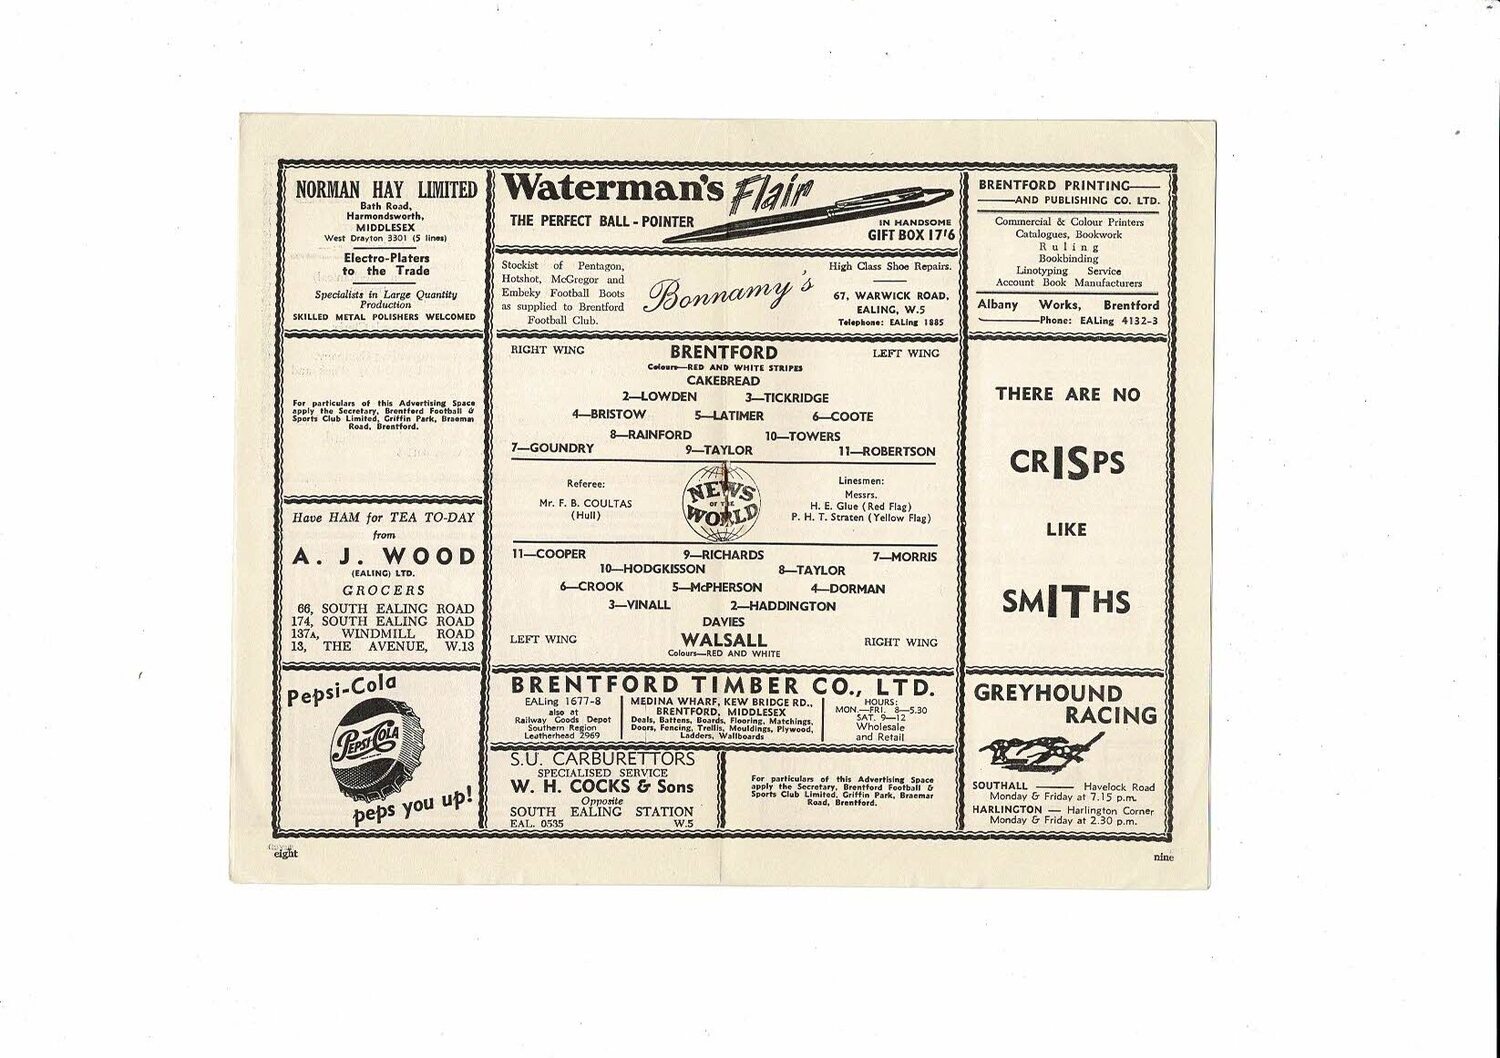 NORMAN HAY LIMITED
Bath Road,
Harmondsworth,
MIDDLESEX
West Drayton 3301 (5 lines)
Electro-Platers
to the Trade
Specialists in Large Quantity
Production
SKILLED METAL POLISHERS WELCOMED
For particulars of this Advertising Space
apply the Secretary, Brentford Football &
Sports Club Limited, Griffin Park, Braemar
Road, Brentford.
Have HAM for TEA TO-DAY
from
A. J. WOOD
(EALING) LTD.
GROCERS
66, SOUTH EALING ROAD
174, SOUTH EALING ROAD
137A, WINDMILL ROAD
13, THE AVENUE, W.13
Pepsi-Cola
PEPSI-COLA
peps you up!
Waterman's Flair
THE PERFECT BALL-POINTER
IN HANDSOME
GIFT BOX 17'6
Stockist of Pentagon,
Hotshot, McGregor and
Embeky Football Boots
as supplied to Brentford
Football Club.
Bonnamy's
High Class Shoe Repairs.
67, WARWICK ROAD,
EALING, W.5
Telephone: EALing 1885
RIGHT WING BRENTFORD LEFT WING
Colours—RED AND WHITE STRIPES
CAKEBREAD
2—LOWDEN 3—TICKRIDGE
4—BRISTOW 5—LATIMER 6—COOTE
8—RAINFORD 10—TOWERS
7—GOUNDRY 9—TAYLOR 11—ROBERTSON
Referee:
Mr. F. B. COULTAS
(Hull)
NEWS
OF THE
WORLD
Linesmen:
Messrs.
H. E. Glue (Red Flag)
P. H. T. Straten (Yellow Flag)
11—COOPER 9—RICHARDS 7—MORRIS
10—HODGKISSON 8—TAYLOR
6—CROOK 5—McPHERSON 4—DORMAN
3—VINALL 2—HADDINGTON
DAVIES
LEFT WING WALSALL RIGHT WING
Colours—RED AND WHITE
BRENTFORD TIMBER CO., LTD.
EALing 1677-8
also at
Railway Goods Depot
Southern Region
Leatherhead 2969
MEDINA WHARF, KEW BRIDGE RD.,
BRENTFORD, MIDDLESEX
Deals, Battens, Boards, Flooring, Matchings,
Doors, Fencing, Trellis, Mouldings, Plywood,
Ladders, Wallboards
HOURS:
MON.—FRI. 8—5.30
SAT. 9—12
Wholesale
and Retail
S.U. CARBURETTORS
SPECIALISED SERVICE
W. H. COCKS & Sons
Opposite
SOUTH EALING STATION
EAL. 0535 W.5
For particulars of this Advertising Space
apply the Secretary, Brentford Football &
Sports Club Limited, Griffin Park, Braemar
Road, Brentford.
BRENTFORD PRINTING
AND PUBLISHING CO. LTD.
Commercial & Colour Printers
Catalogues, Bookwork
Ruling
Bookbinding
Linotyping Service
Account Book Manufacturers
Albany Works, Brentford
Phone: EALing 4132-3
THERE ARE NO
CRISPS
LIKE
SMITHS
GREYHOUND
RACING
SOUTHALL —— Havelock Road
Monday & Friday at 7.15 p.m.
HARLINGTON — Harlington Corner
Monday & Friday at 2.30 p.m.
eight
nine